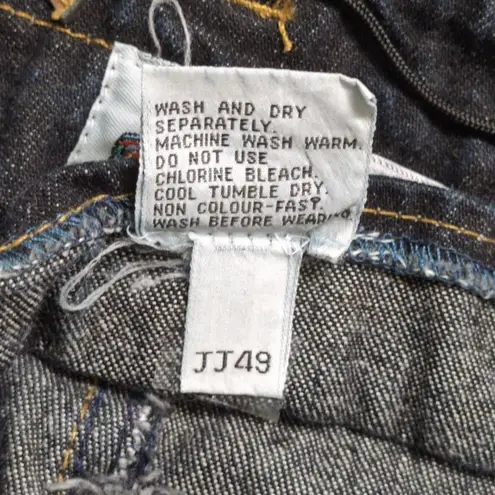 WASH AND DRY
SEPARATELY.
MACHINE WASH WARM.
DO NOT USE
CHLORINE BLEACH.
COOL TUMBLE DRY.
NON COLOUR-FAST.
WASH BEFORE WEARING
JJ49